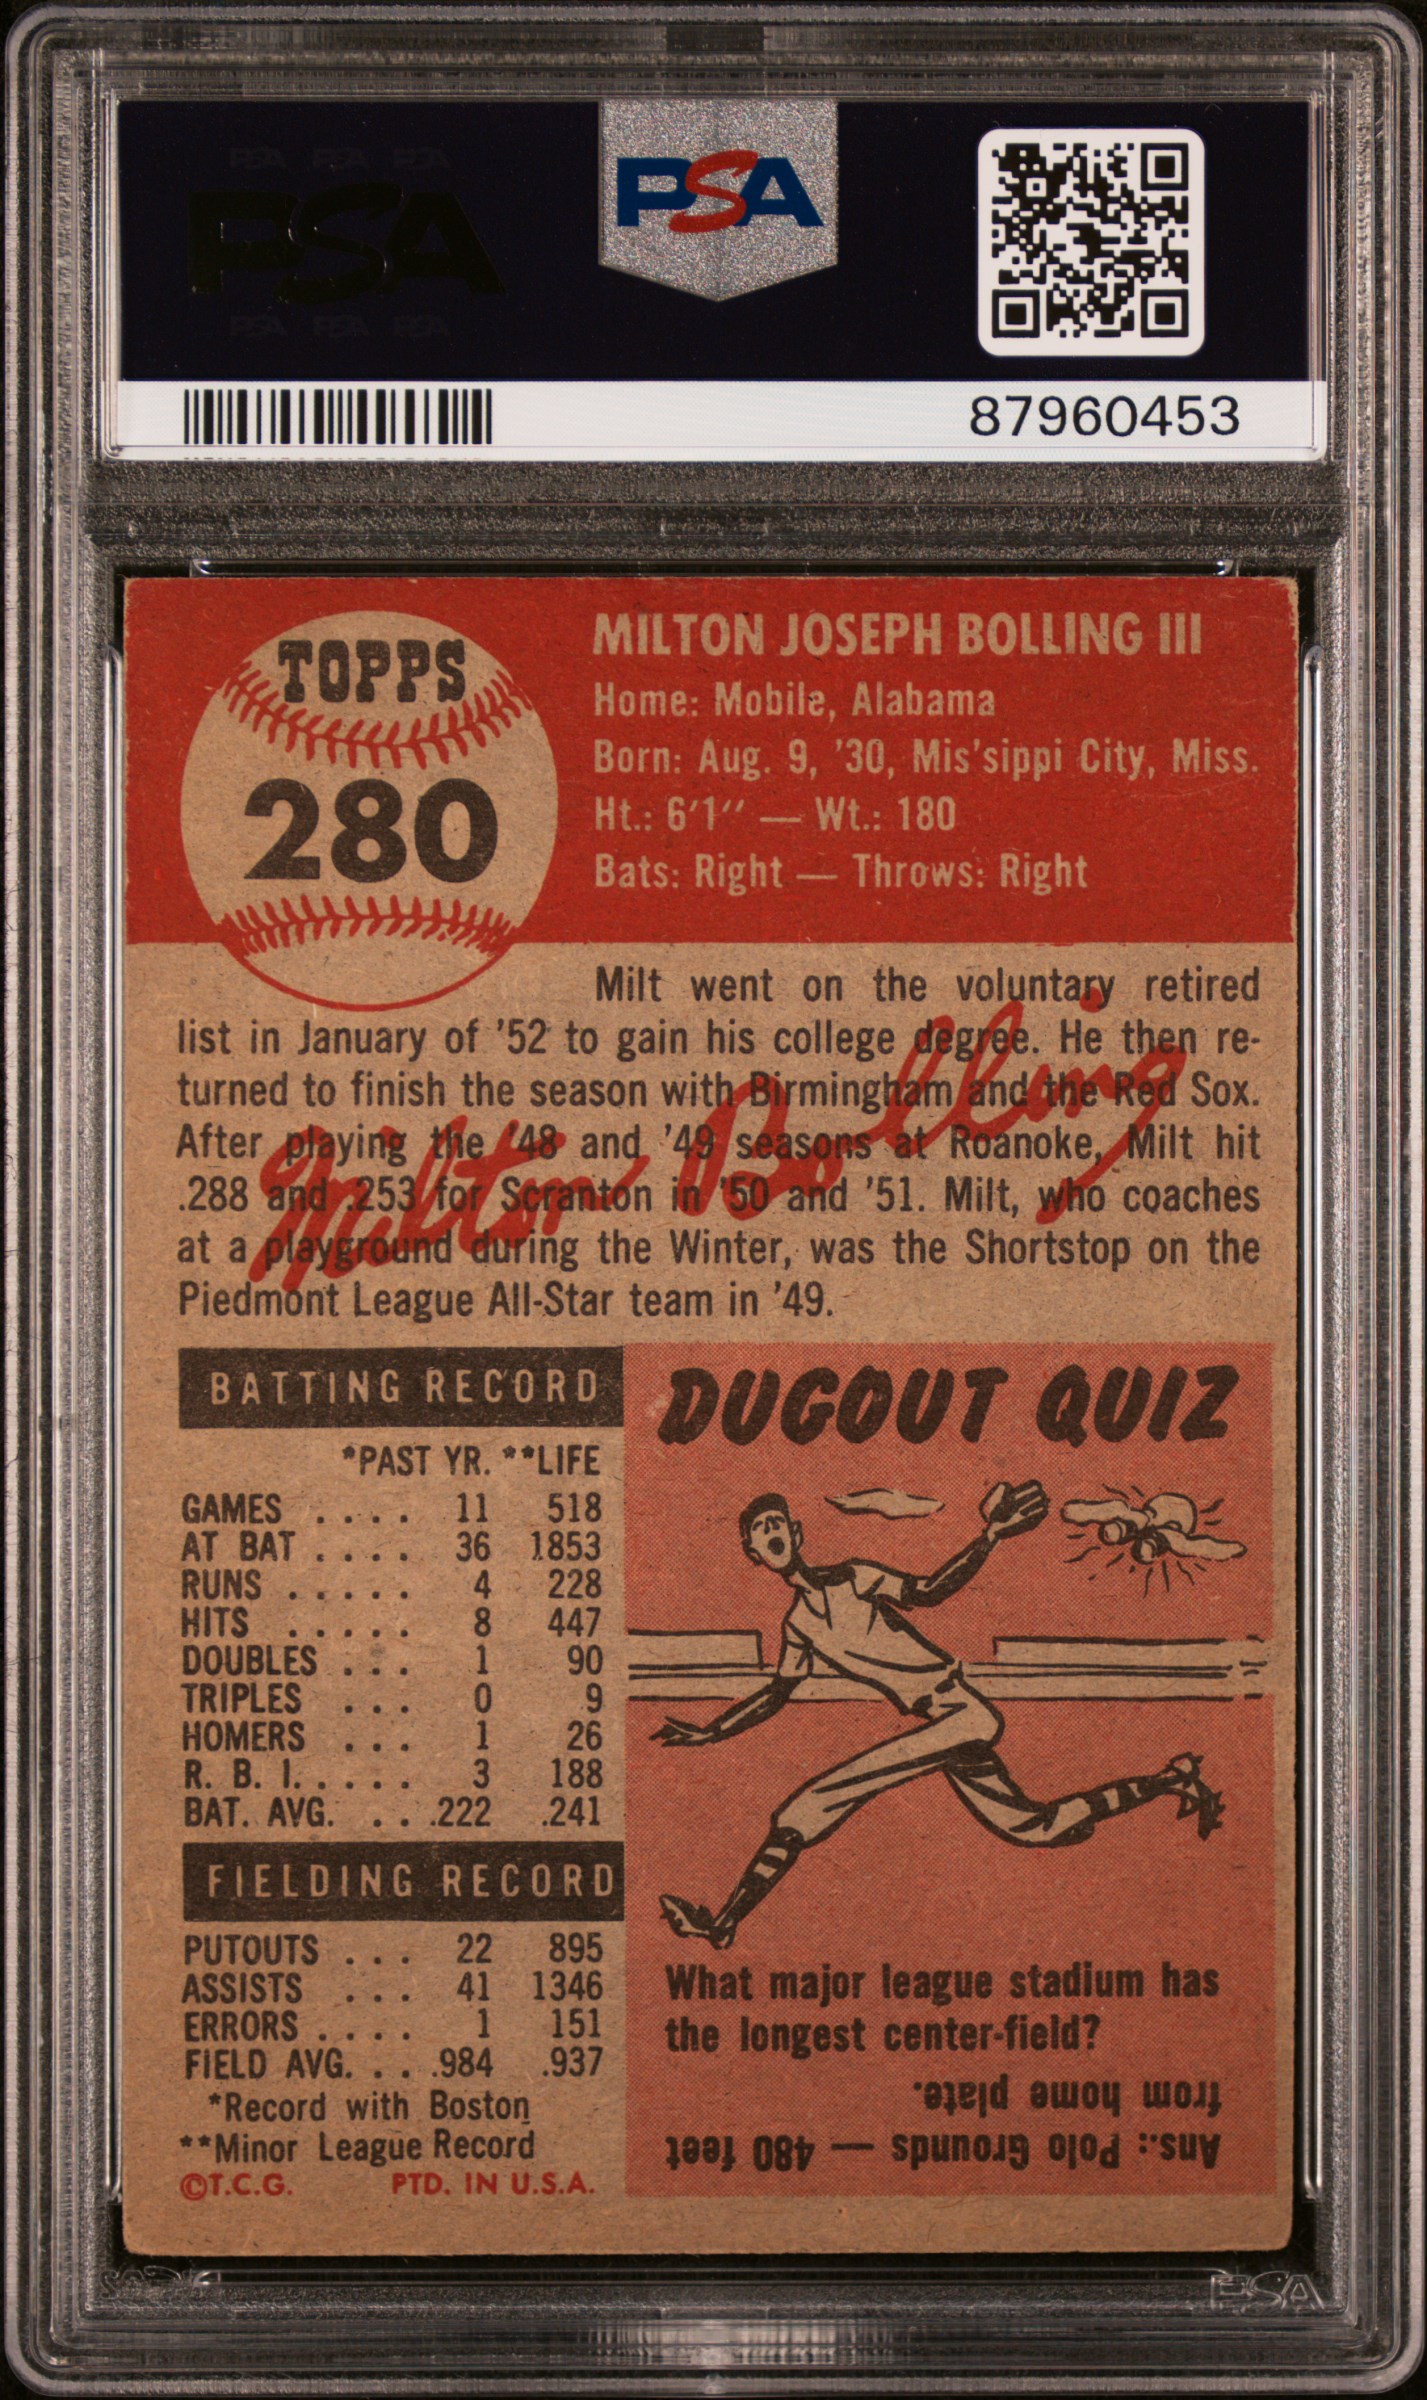 PSA PSA PSA
PSA
PSA PSA PSA
PSA
87960453
TOPPS
280
MILTON JOSEPH BOLLING III
Home: Mobile, Alabama
Born: Aug. 9, '30, Mis'sippi City, Miss.
Ht.: 6'1'' — Wt.: 180
Bats: Right — Throws: Right
Milt went on the voluntary retired
list in January of '52 to gain his college degree. He then re-
turned to finish the season with Birmingham and the Red Sox.
After playing the '48 and '49 seasons at Roanoke, Milt hit
.288 and .253 for Scranton in '50 and '51. Milt, who coaches
at a playground during the Winter, was the Shortstop on the
Piedmont League All-Star team in '49.
Milton Bolling
BATTING RECORD
*PAST YR. **LIFE
GAMES . . . . 11 518
AT BAT . . . . 36 1853
RUNS . . . . . 4 228
HITS . . . . . 8 447
DOUBLES . . . 1 90
TRIPLES . . . 0 9
HOMERS . . . 1 26
R. B. I. . . . . 3 188
BAT. AVG. . . .222 .241
FIELDING RECORD
PUTOUTS . . . 22 895
ASSISTS . . . 41 1346
ERRORS . . . . 1 151
FIELD AVG. . . .984 .937
*Record with Boston
**Minor League Record
©T.C.G. PTD. IN U.S.A.
DUGOUT QUIZ
What major league stadium has
the longest center-field?
Ans.: Polo Grounds — 480 feet
from home plate.
PSA